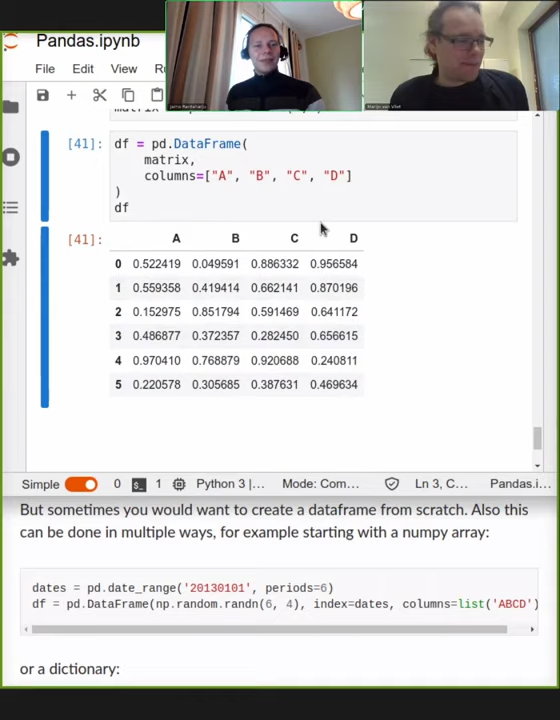 Pandas.ipynb
File Edit View
[41]: df = pd.DataFrame(
matrix,
columns=["A", "B", "C", "D"]
)
df
[41]: A B C D
0 0.522419 0.049591 0.886332 0.956584
1 0.559358 0.419414 0.662141 0.870196
2 0.152975 0.851794 0.591469 0.641172
3 0.486877 0.372357 0.282450 0.656615
4 0.970410 0.768879 0.920688 0.240811
5 0.220578 0.305685 0.387631 0.469634
Simple 0 1 Python 3 |... Mode: Com... Ln 3, C... Pandas.i...
But sometimes you would want to create a dataframe from scratch. Also this
can be done in multiple ways, for example starting with a numpy array:
dates = pd.date_range('20130101', periods=6)
df = pd.DataFrame(np.random.randn(6, 4), index=dates, columns=list('ABCD')
or a dictionary: